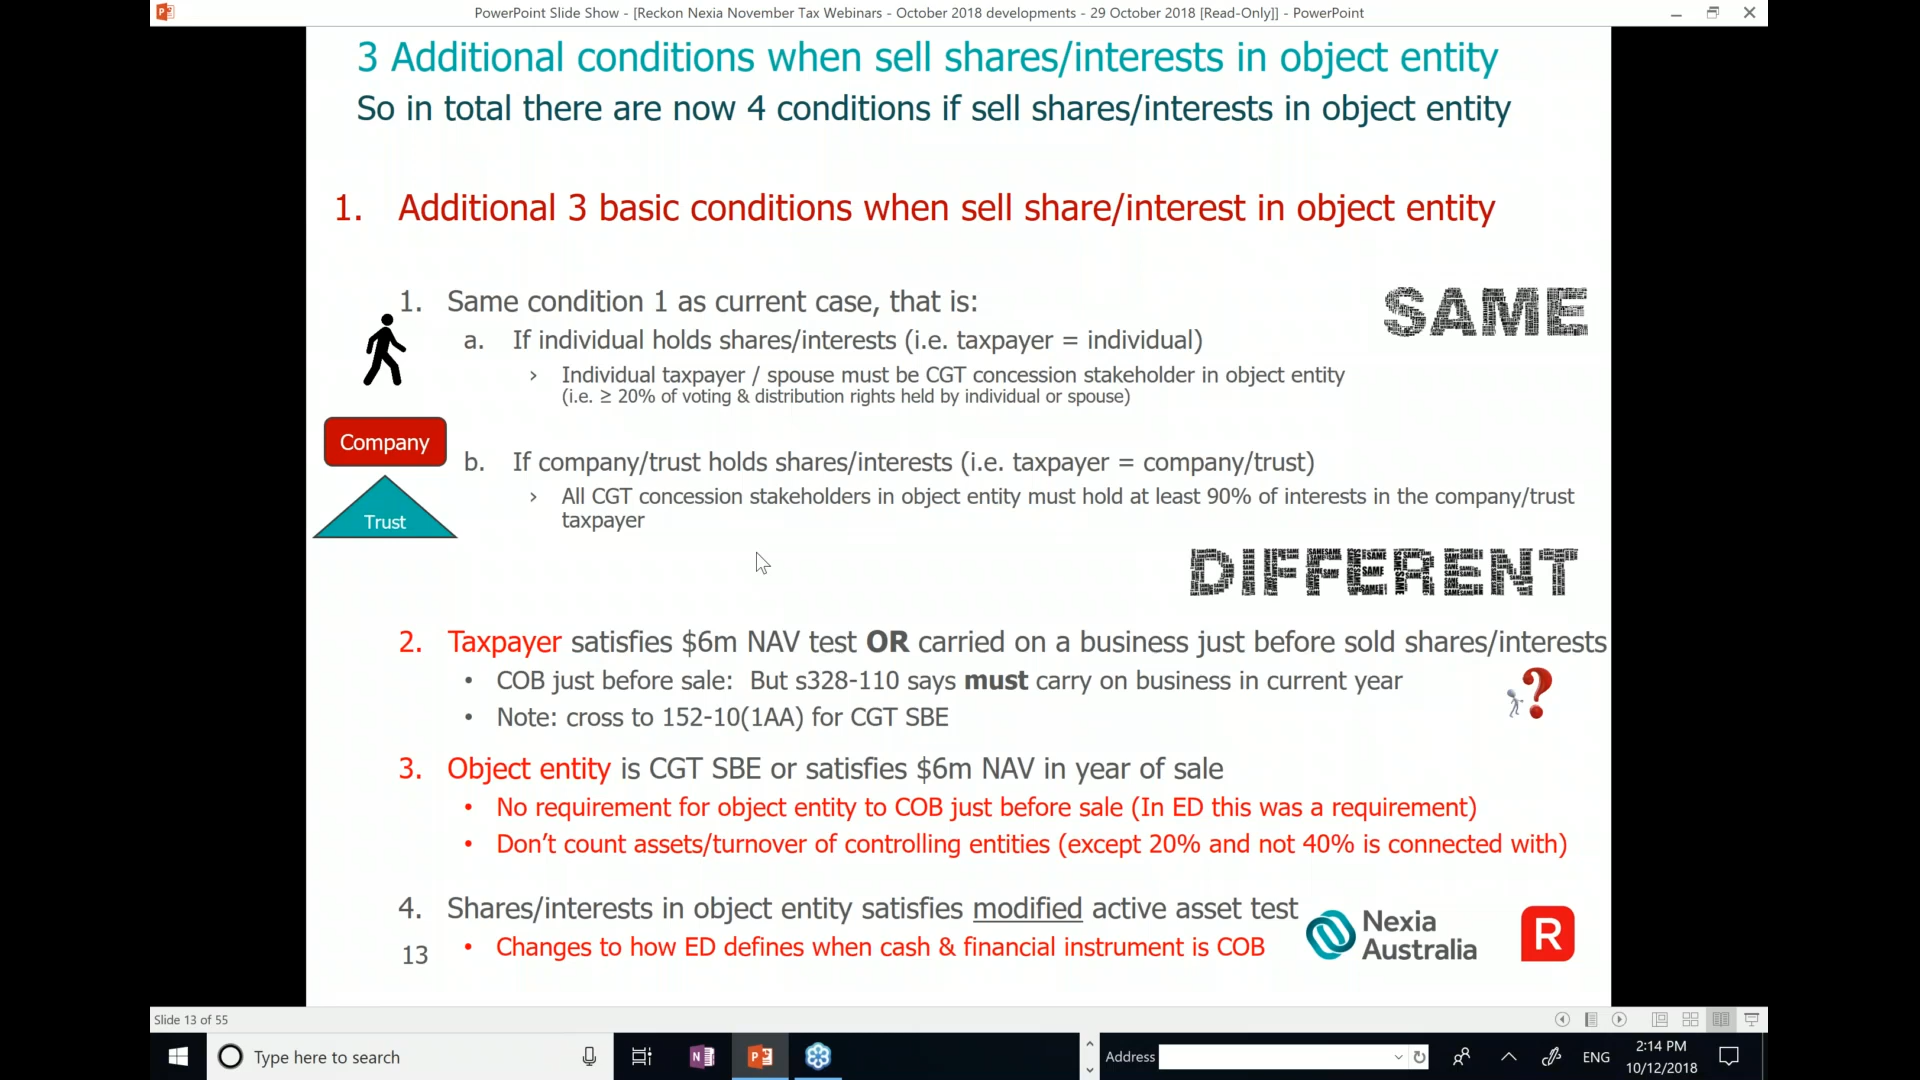 PowerPoint Slide Show - [Reckon Nexia November Tax Webinars - October 2018 developments - 29 October 2018 [Read-Only]] - PowerPoint
3 Additional conditions when sell shares/interests in object entity
So in total there are now 4 conditions if sell shares/interests in object entity
1. Additional 3 basic conditions when sell share/interest in object entity
1. Same condition 1 as current case, that is:
SAME
a. If individual holds shares/interests (i.e. taxpayer = individual)
› Individual taxpayer / spouse must be CGT concession stakeholder in object entity
(i.e. ≥ 20% of voting & distribution rights held by individual or spouse)
Company
b. If company/trust holds shares/interests (i.e. taxpayer = company/trust)
› All CGT concession stakeholders in object entity must hold at least 90% of interests in the company/trust
taxpayer
Trust
DIFFERENT
2. Taxpayer satisfies $6m NAV test OR carried on a business just before sold shares/interests
• COB just before sale: But s328-110 says must carry on business in current year
• Note: cross to 152-10(1AA) for CGT SBE
3. Object entity is CGT SBE or satisfies $6m NAV in year of sale
• No requirement for object entity to COB just before sale (In ED this was a requirement)
• Don't count assets/turnover of controlling entities (except 20% and not 40% is connected with)
4. Shares/interests in object entity satisfies modified active asset test
• Changes to how ED defines when cash & financial instrument is COB
13
Nexia
Australia
R
Slide 13 of 55
Type here to search
Address
ENG
2:14 PM
10/12/2018